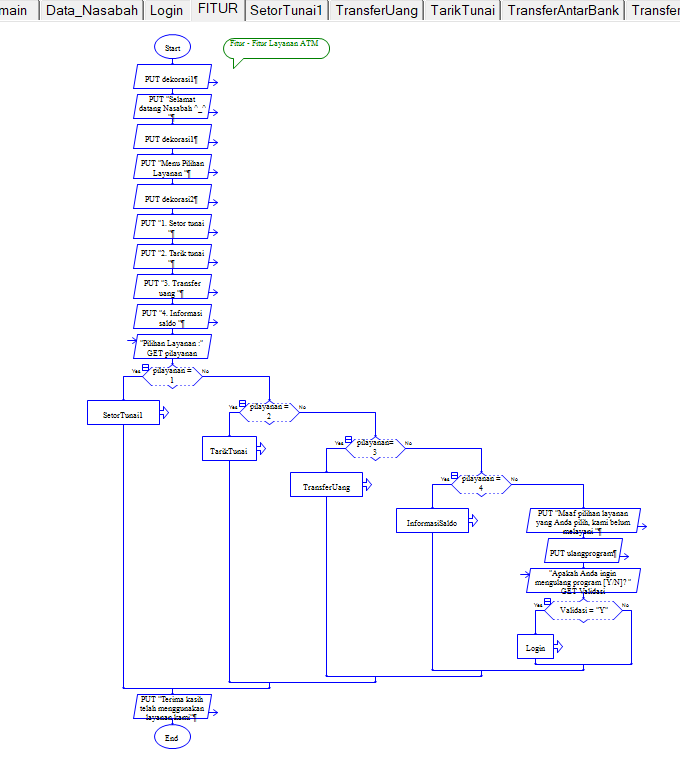 main
Data_Nasabah
Login
FITUR
SetorTunai1
TransferUang
TarikTunai
TransferAntarBank
Transfer
Start
Fitur - Fitur Layanan ATM
PUT dekorasi1¶
PUT "Selamat
datang Nasabah ^_^
"¶
PUT dekorasi1¶
PUT "Menu Pilihan
Layanan "¶
PUT dekorasi2¶
PUT "1. Setor tunai
"¶
PUT "2. Tarik tunai
"¶
PUT "3. Transfer
uang "¶
PUT "4. Informasi
saldo "¶
"Pilihan Layanan :"
GET pilayanan
Yes
pilayanan =
1
No
SetorTunai1
Yes
pilayanan =
2
No
TarikTunai
Yes
pilayanan=
3
No
TransferUang
Yes
pilayanan =
4
No
InformasiSaldo
PUT "Maaf pilihan layanan
yang Anda pilih, kami belum
melayani "¶
PUT ulangprogram¶
"Apakah Anda ingin
mengulang program [Y/N]? "
GET Validasi
Yes
Validasi = "Y"
No
Login
PUT "Terima kasih
telah menggunakan
layanan kami"¶
End